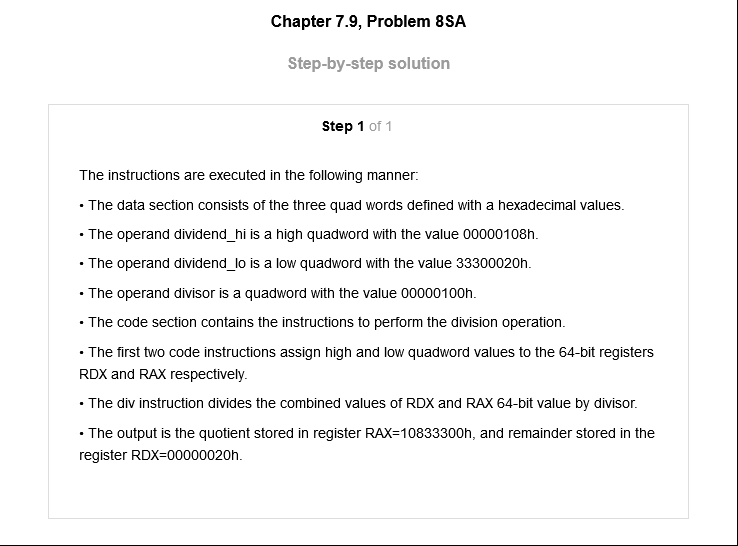 Chapter 7.9, Problem 8SA
Step-by-step solution
Step 1 of 1
The instructions are executed in the following manner:
• The data section consists of the three quad words defined with a hexadecimal values.
• The operand dividend_hi is a high quadword with the value 00000108h.
• The operand dividend_lo is a low quadword with the value 33300020h.
• The operand divisor is a quadword with the value 00000100h.
• The code section contains the instructions to perform the division operation.
• The first two code instructions assign high and low quadword values to the 64-bit registers
RDX and RAX respectively.
• The div instruction divides the combined values of RDX and RAX 64-bit value by divisor.
• The output is the quotient stored in register RAX=10833300h, and remainder stored in the
register RDX=00000020h.